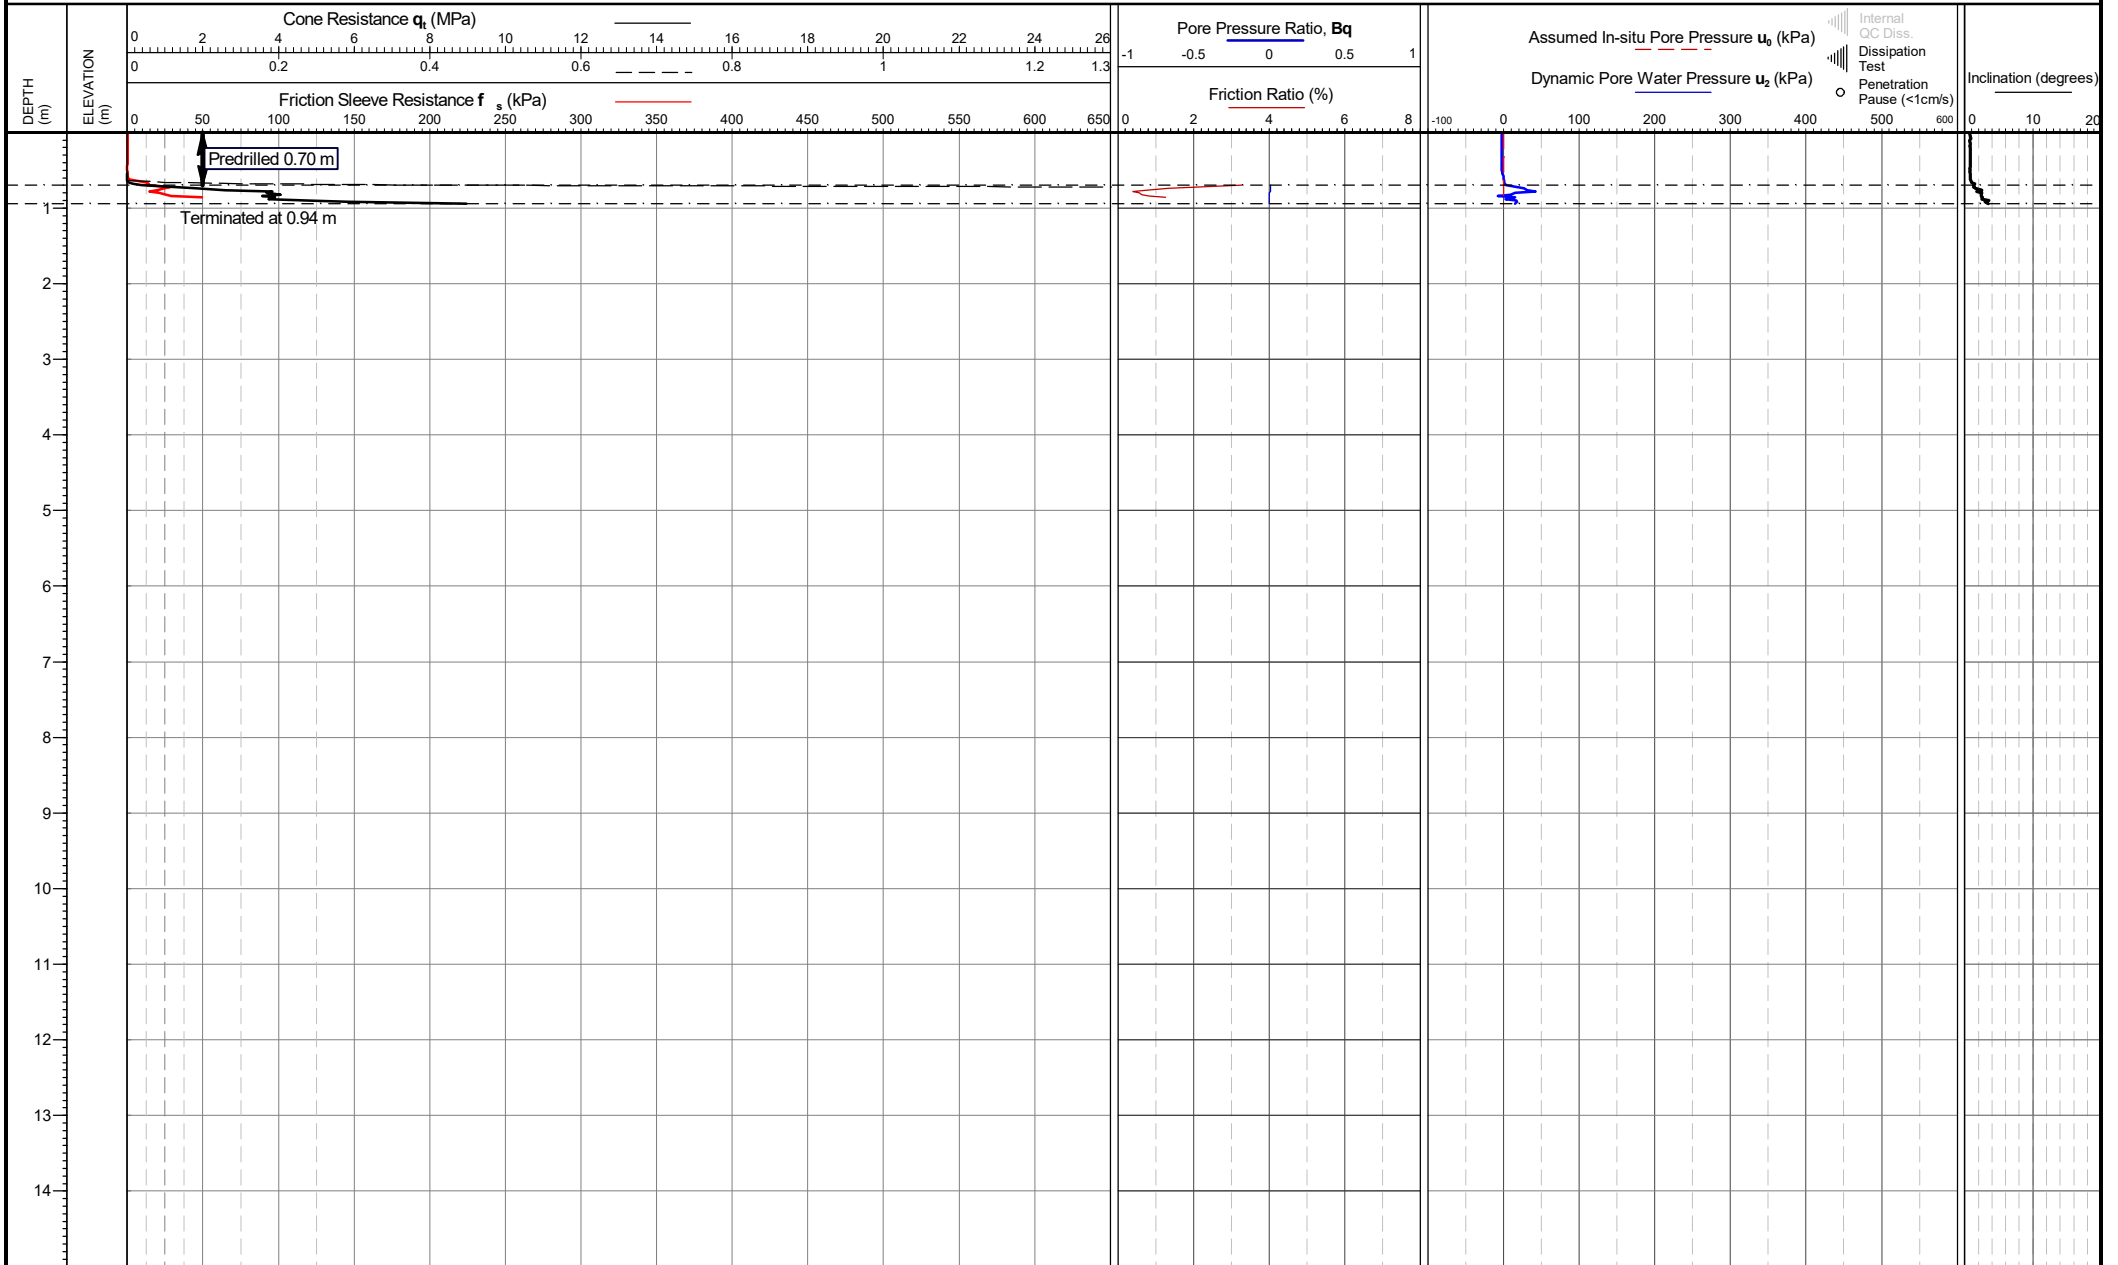 DEPTH
(m)
ELEVATION
(m)
Cone Resistance qt (MPa)
0 2 4 6 8 10 12 14 16 18 20 22 24 26
0 0.2 0.4 0.6 0.8 1 1.2 1.3
Friction Sleeve Resistance f s (kPa)
0 50 100 150 200 250 300 350 400 450 500 550 600 650
Pore Pressure Ratio, Bq
-1 -0.5 0 0.5 1
Friction Ratio (%)
0 2 4 6 8
Assumed In-situ Pore Pressure u0 (kPa)
Dynamic Pore Water Pressure u2 (kPa)
-100 0 100 200 300 400 500 600
Internal
QC Diss.
Dissipation
Test
Penetration
Pause (<1cm/s)
Inclination (degrees)
0 10 20
Predrilled 0.70 m
Terminated at 0.94 m
1
2
3
4
5
6
7
8
9
10
11
12
13
14